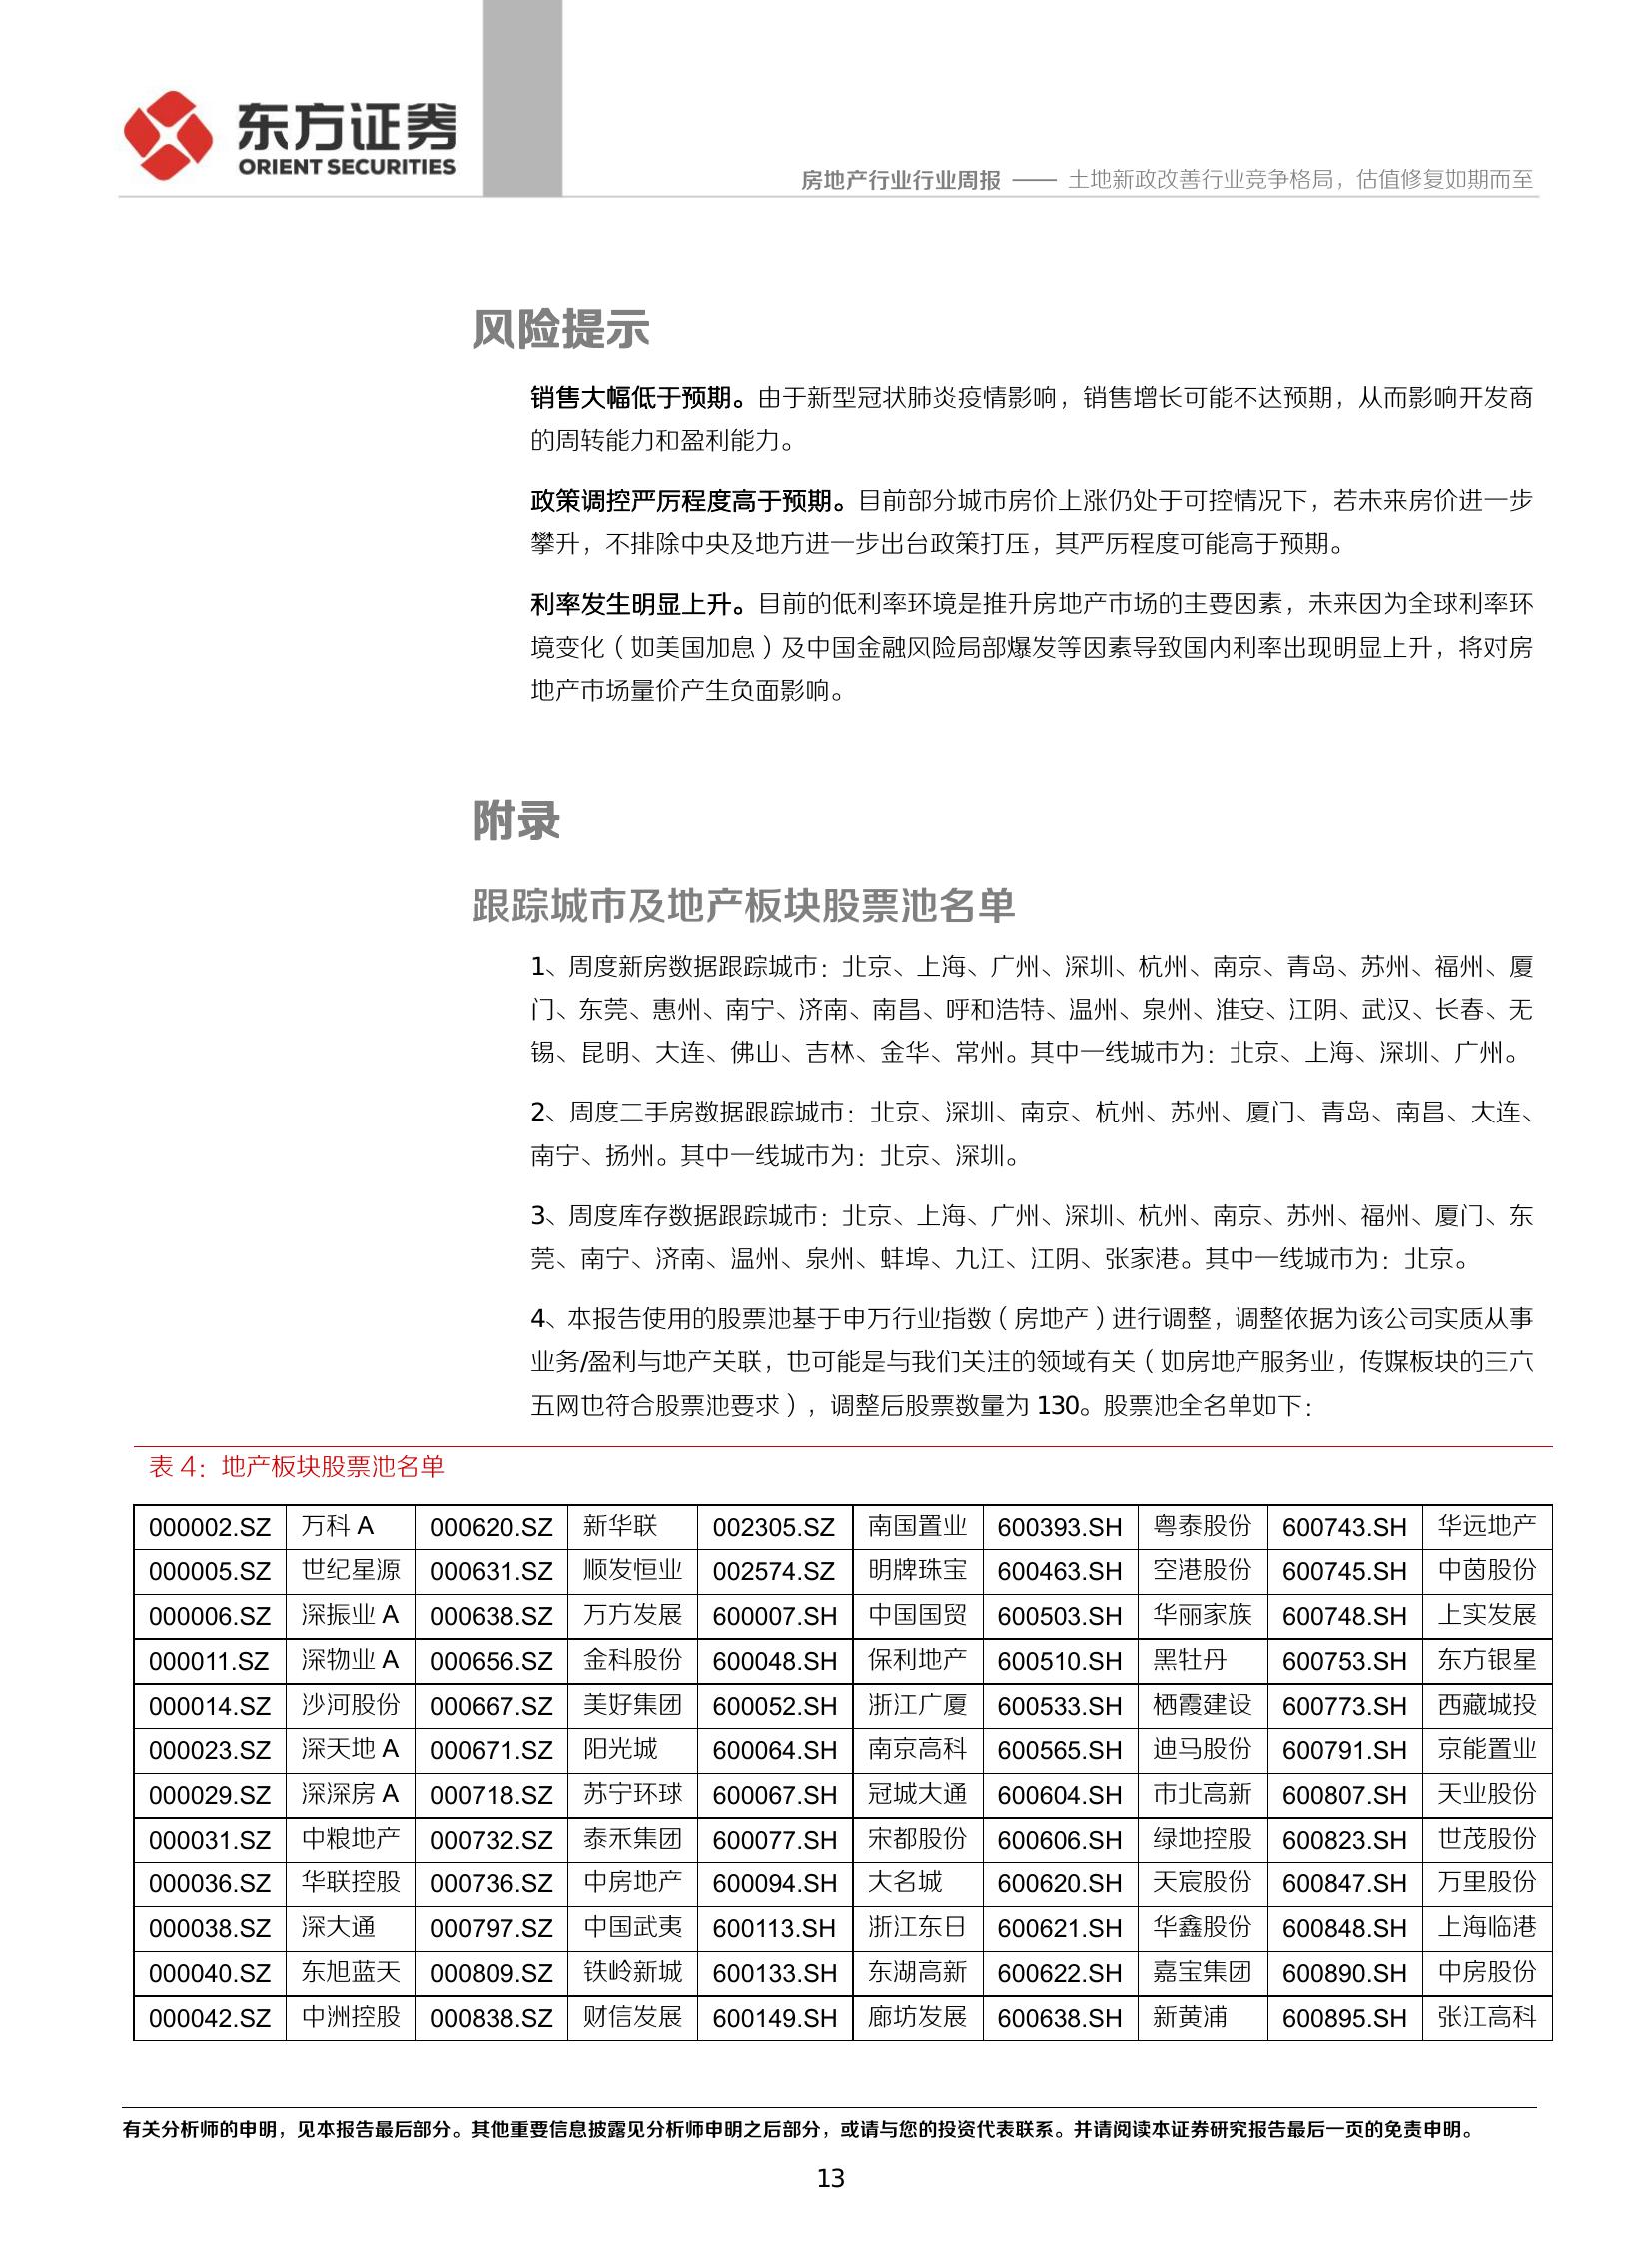 东方证券
ORIENT SECURITIES
房地产行业行业周报 —— 土地新政改善行业竞争格局，估值修复如期而至
风险提示
销售大幅低于预期。由于新型冠状肺炎疫情影响，销售增长可能不达预期，从而影响开发商
的周转能力和盈利能力。
政策调控严厉程度高于预期。目前部分城市房价上涨仍处于可控情况下，若未来房价进一步
攀升，不排除中央及地方进一步出台政策打压，其严厉程度可能高于预期。
利率发生明显上升。目前的低利率环境是推升房地产市场的主要因素，未来因为全球利率环
境变化（如美国加息）及中国金融风险局部爆发等因素导致国内利率出现明显上升，将对房
地产市场量价产生负面影响。
附录
跟踪城市及地产板块股票池名单
1、周度新房数据跟踪城市：北京、上海、广州、深圳、杭州、南京、青岛、苏州、福州、厦
门、东莞、惠州、南宁、济南、南昌、呼和浩特、温州、泉州、淮安、江阴、武汉、长春、无
锡、昆明、大连、佛山、吉林、金华、常州。其中一线城市为：北京、上海、深圳、广州。
2、周度二手房数据跟踪城市：北京、深圳、南京、杭州、苏州、厦门、青岛、南昌、大连、
南宁、扬州。其中一线城市为：北京、深圳。
3、周度库存数据跟踪城市：北京、上海、广州、深圳、杭州、南京、苏州、福州、厦门、东
莞、南宁、济南、温州、泉州、蚌埠、九江、江阴、张家港。其中一线城市为：北京。
4、本报告使用的股票池基于申万行业指数（房地产）进行调整，调整依据为该公司实质从事
业务/盈利与地产关联，也可能是与我们关注的领域有关（如房地产服务业，传媒板块的三六
五网也符合股票池要求），调整后股票数量为 130。股票池全名单如下：
表 4：地产板块股票池名单
000002.SZ 万科 A 000620.SZ 新华联 002305.SZ 南国置业 600393.SH 粤泰股份 600743.SH 华远地产
000005.SZ 世纪星源 000631.SZ 顺发恒业 002574.SZ 明牌珠宝 600463.SH 空港股份 600745.SH 中茵股份
000006.SZ 深振业 A 000638.SZ 万方发展 600007.SH 中国国贸 600503.SH 华丽家族 600748.SH 上实发展
000011.SZ 深物业 A 000656.SZ 金科股份 600048.SH 保利地产 600510.SH 黑牡丹 600753.SH 东方银星
000014.SZ 沙河股份 000667.SZ 美好集团 600052.SH 浙江广厦 600533.SH 栖霞建设 600773.SH 西藏城投
000023.SZ 深天地 A 000671.SZ 阳光城 600064.SH 南京高科 600565.SH 迪马股份 600791.SH 京能置业
000029.SZ 深深房 A 000718.SZ 苏宁环球 600067.SH 冠城大通 600604.SH 市北高新 600807.SH 天业股份
000031.SZ 中粮地产 000732.SZ 泰禾集团 600077.SH 宋都股份 600606.SH 绿地控股 600823.SH 世茂股份
000036.SZ 华联控股 000736.SZ 中房地产 600094.SH 大名城 600620.SH 天宸股份 600847.SH 万里股份
000038.SZ 深大通 000797.SZ 中国武夷 600113.SH 浙江东日 600621.SH 华鑫股份 600848.SH 上海临港
000040.SZ 东旭蓝天 000809.SZ 铁岭新城 600133.SH 东湖高新 600622.SH 嘉宝集团 600890.SH 中房股份
000042.SZ 中洲控股 000838.SZ 财信发展 600149.SH 廊坊发展 600638.SH 新黄浦 600895.SH 张江高科
有关分析师的申明，见本报告最后部分。其他重要信息披露见分析师申明之后部分，或请与您的投资代表联系。并请阅读本证券研究报告最后一页的免责申明。
13